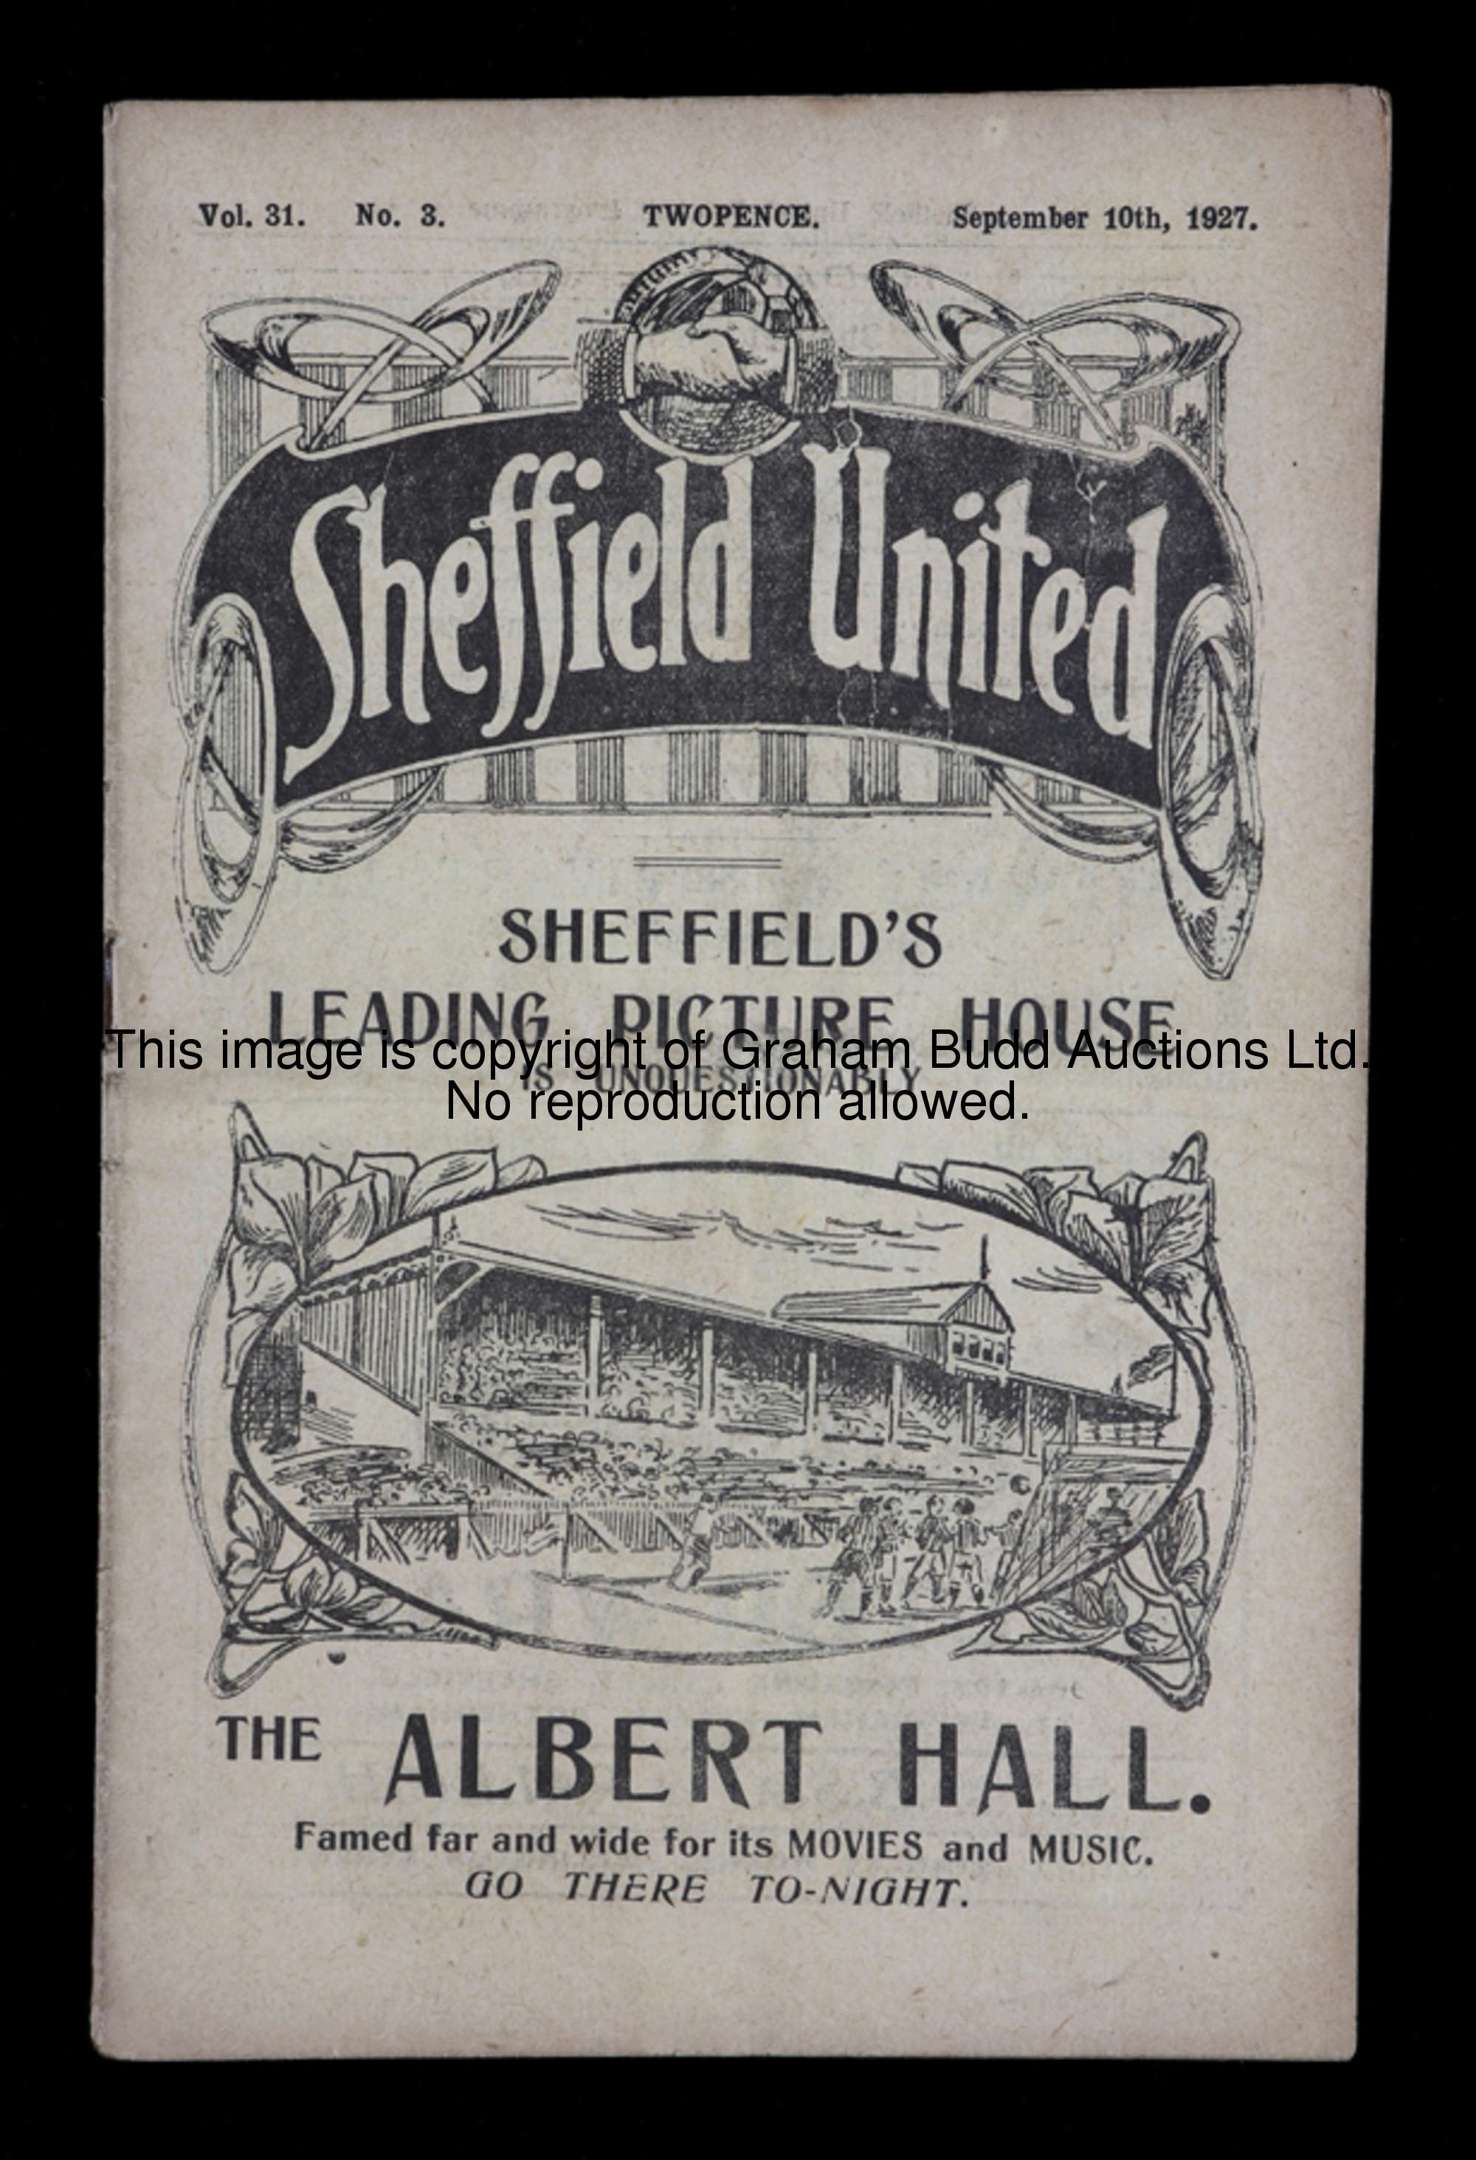 Vol. 31. No. 3. TWOPENCE. September 10th, 1927.
Sheffield United
SHEFFIELD'S
LEADING PICTURE HOUSE
This image is copyright of Graham Budd Auctions Ltd.
IS UNQUESTIONABLY
No reproduction allowed.
THE ALBERT HALL.
Famed far and wide for its MOVIES and MUSIC.
GO THERE TO-NIGHT.